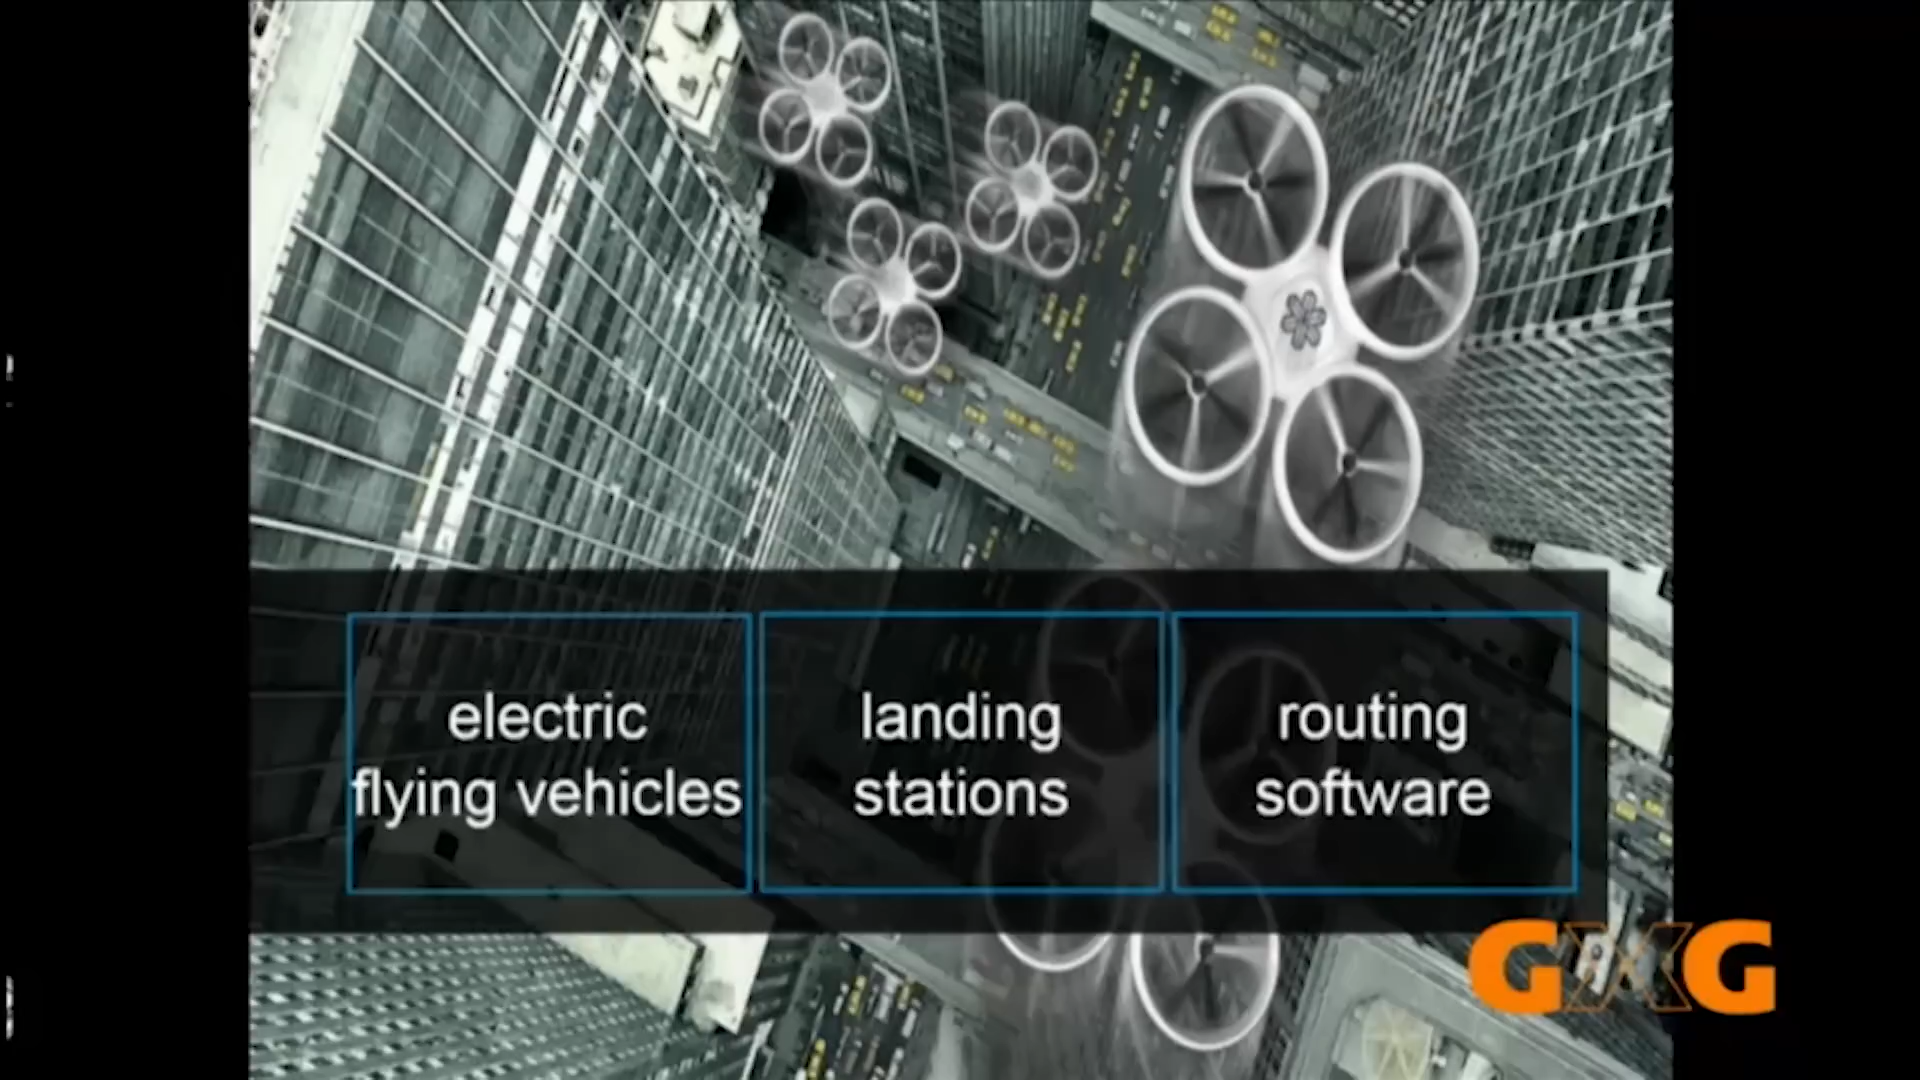 electric
flying vehicles
landing
stations
routing
software
GXG